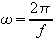 ω = 2π / f